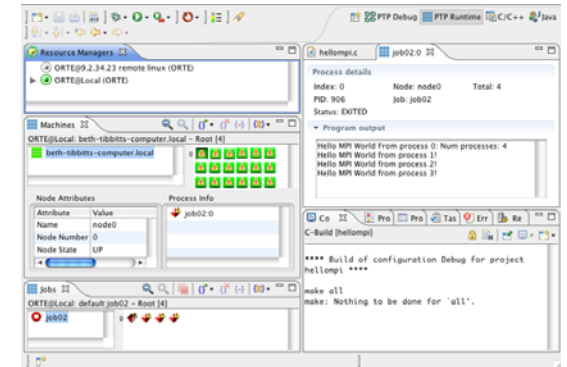 PTP Debug PTP Runtime C/C++ Java
Resource Managers
ORTE@9.2.34.23 remote linux (ORTE)
ORTE@Local (ORTE)
Machines
ORTE@Local: beth-tibbitts-computer.local - Root [4]
beth-tibbitts-computer.local
0
Node Attributes
Attribute Value
Name node0
Node Number 0
Node State UP
Process Info
job02:0
Jobs
ORTE@Local: default:job02 - Root [4]
job02
0
hellompi.c job02:0
Process details
Index: 0 Node: node0 Total: 4
PID: 906 Job: job02
Status: EXITED
Program output
Hello MPI World From process 0: Num processes: 4
Hello MPI World from process 1!
Hello MPI World from process 2!
Hello MPI World from process 3!
Co Pro Pro Tas Err Re
C-Build [hellompi]
**** Build of configuration Debug for project
hellompi ****
make all
make: Nothing to be done for `all'.